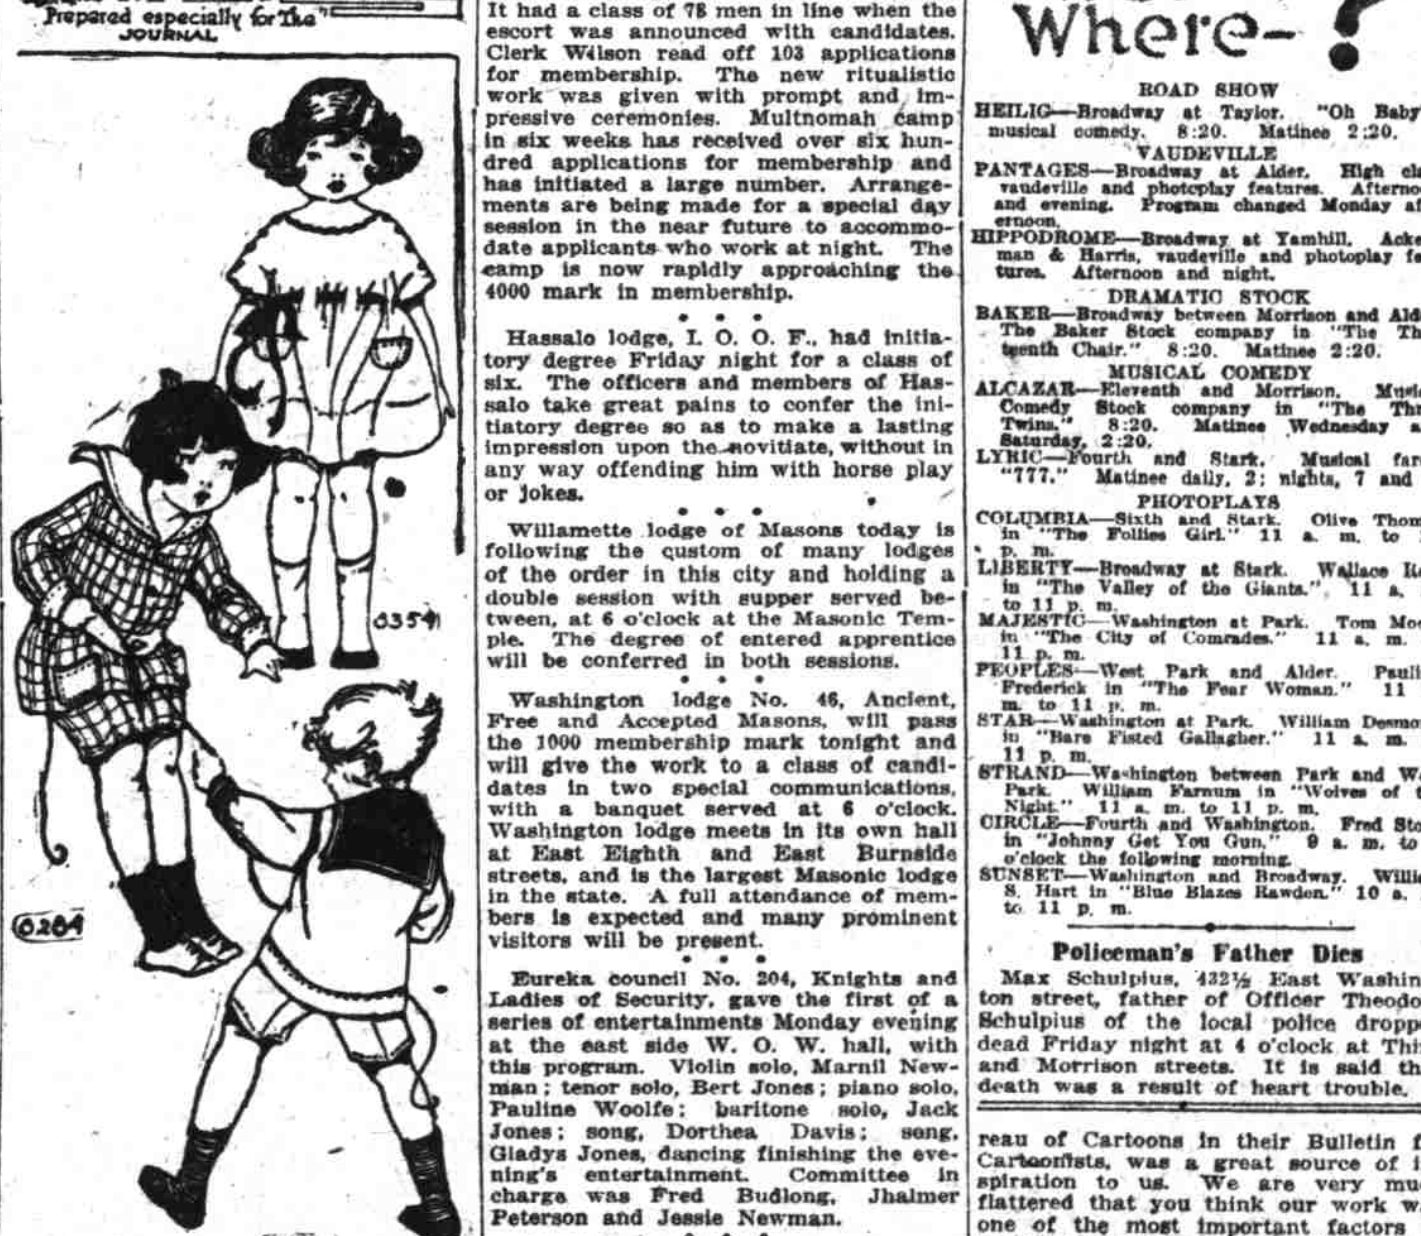 Prepared especially for The
JOURNAL
8354
8284
It had a class of 78 men in line when the
escort was announced with candidates.
Clerk Wilson read off 103 applications
for membership. The new ritualistic
work was given with prompt and im-
pressive ceremonies. Multnomah camp
in six weeks has received over six hun-
dred applications for membership and
has initiated a large number. Arrange-
ments are being made for a special day
session in the near future to accommo-
date applicants who work at night. The
camp is now rapidly approaching the
4000 mark in membership.
• • •
Hassalo lodge, I. O. O. F., had initia-
tory degree Friday night for a class of
six. The officers and members of Has-
salo take great pains to confer the ini-
tiatory degree so as to make a lasting
impression upon the novitiate, without in
any way offending him with horse play
or jokes.
• • •
Willamette lodge of Masons today is
following the qustom of many lodges
of the order in this city and holding a
double session with supper served be-
tween, at 6 o'clock at the Masonic Tem-
ple. The degree of entered apprentice
will be conferred in both sessions.
• • •
Washington lodge No. 46, Ancient,
Free and Accepted Masons, will pass
the 1000 membership mark tonight and
will give the work to a class of candi-
dates in two special communications,
with a banquet served at 6 o'clock.
Washington lodge meets in its own hall
at East Eighth and East Burnside
streets, and is the largest Masonic lodge
in the state. A full attendance of mem-
bers is expected and many prominent
visitors will be present.
• • •
Eureka council No. 204, Knights and
Ladies of Security, gave the first of a
series of entertainments Monday evening
at the east side W. O. W. hall, with
this program. Violin solo, Marnil New-
man; tenor solo, Bert Jones; piano solo,
Pauline Woolfe; baritone solo, Jack
Jones; song, Dorthea Davis; song,
Gladys Jones, dancing finishing the eve-
ning's entertainment. Committee in
charge was Fred Budlong, Jhalmer
Peterson and Jessie Newman.
• • •
Where-?
ROAD SHOW
HEILIG—Broadway at Taylor. "Oh Baby
musical comedy. 8:20. Matinee 2:20.
VAUDEVILLE
PANTAGES—Broadway at Alder. High cla
vaudeville and photoplay features. Afterno
and evening. Program changed Monday af
ernoon.
HIPPODROME—Broadway at Yamhill. Acke
man & Harris, vaudeville and photoplay fe
tures. Afternoon and night.
DRAMATIC STOCK
BAKER—Broadway between Morrison and Ald
The Baker Stock company in "The Th
teenth Chair." 8:20. Matinee 2:20.
MUSICAL COMEDY
ALCAZAR—Eleventh and Morrison. Musi
Comedy Stock company in "The Thi
Twins." 8:20. Matinee Wednesday a
Saturday, 2:20.
LYRIC—Fourth and Stark. Musical far
"777." Matinee daily, 2; nights, 7 and
PHOTOPLAYS
COLUMBIA—Sixth and Stark. Olive Thom
in "The Follies Girl." 11 a. m. to
p. m.
LIBERTY—Broadway at Stark. Wallace Re
in "The Valley of the Giants." 11 a.
to 11 p. m.
MAJESTIC—Washington at Park. Tom Moo
in "The City of Comrades." 11 a. m.
11 p. m.
PEOPLES—West Park and Alder. Pauli
Frederick in "The Fear Woman." 11
m. to 11 p. m.
STAR—Washington at Park. William Desmo
in "Bare Fisted Gallagher." 11 a. m.
11 p. m.
STRAND—Washington between Park and W
Park. William Farnum in "Wolves of t
Night." 11 a. m. to 11 p. m.
CIRCLE—Fourth and Washington. Fred Sto
in "Johnny Get You Gun." 9 a. m. to
o'clock the following morning.
SUNSET—Washington and Broadway. Willi
S. Hart in "Blue Blazes Rawden." 10 a.
to 11 p. m.
Policeman's Father Dies
Max Schulpius, 432½ East Washin
ton street, father of Officer Theodo
Schulpius of the local police dropp
dead Friday night at 4 o'clock at Thi
and Morrison streets. It is said th
death was a result of heart trouble.
reau of Cartoons in their Bulletin f
Cartoonists, was a great source of i
spiration to us. We are very mu
flattered that you think our work w
one of the most important factors